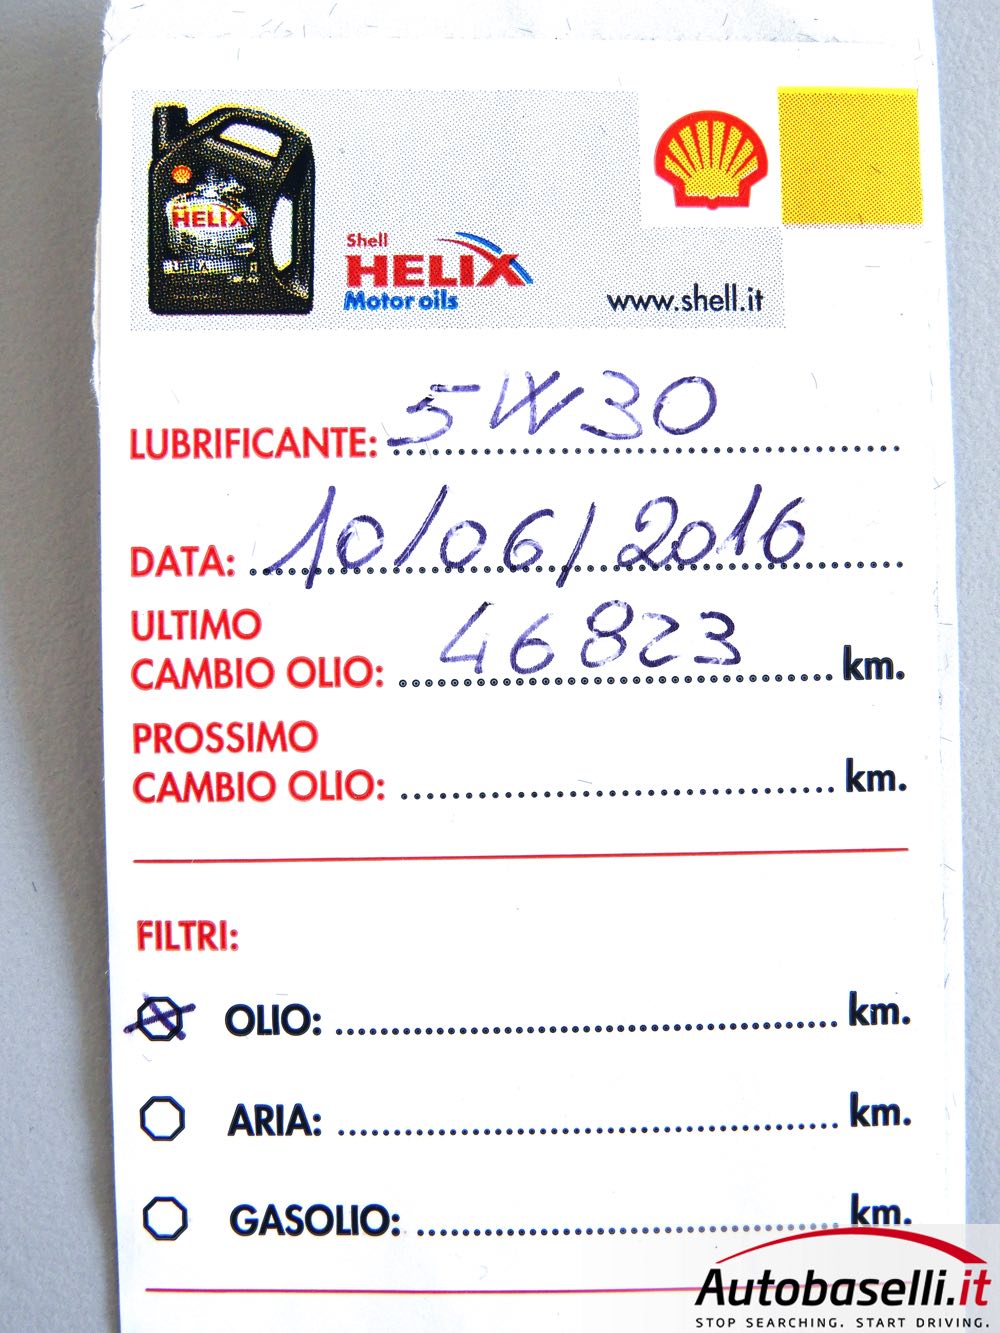 HELIX
Shell
HELIX
Motor oils
www.shell.it
LUBRIFICANTE: 5W30
DATA: 10/06/2016
ULTIMO
CAMBIO OLIO: 46823 km.
PROSSIMO
CAMBIO OLIO: km.
FILTRI:
OLIO: km.
ARIA: km.
GASOLIO: km.
Autobaselli.it
STOP SEARCHING. START DRIVING.